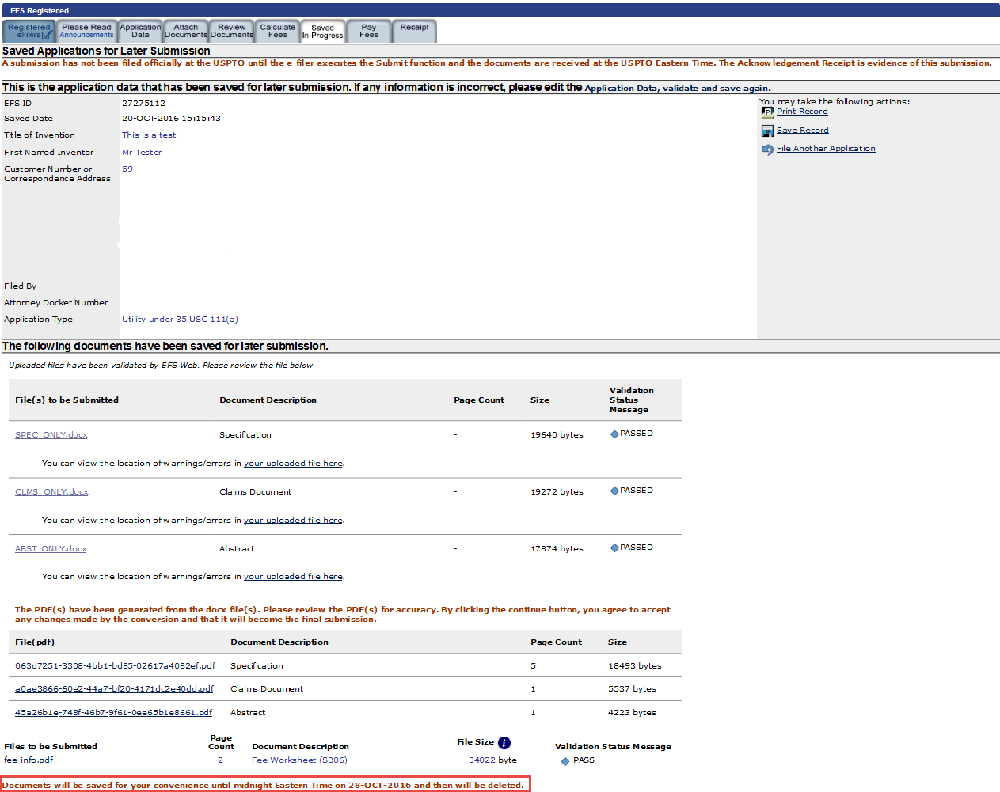 EFS Registered
Registered eFilers
Please Read Announcements
Application Data
Attach Documents
Review Documents
Calculate Fees
Saved In-Progress
Pay Fees
Receipt
Saved Applications for Later Submission
A submission has not been filed officially at the USPTO until the e-filer executes the Submit function and the documents are received at the USPTO Eastern Time. The Acknowledgement Receipt is evidence of this submission.
This is the application data that has been saved for later submission. If any information is incorrect, please edit the Application Data, validate and save again.
EFS ID 27275112
Saved Date 20-OCT-2016 15:15:43
Title of Invention This is a test
First Named Inventor Mr Tester
Customer Number or 59
Correspondence Address
Filed By
Attorney Docket Number
Application Type Utility under 35 USC 111(a)
You may take the following actions:
Print Record
Save Record
File Another Application
The following documents have been saved for later submission.
Uploaded files have been validated by EFS Web. Please review the file below
File(s) to be Submitted Document Description Page Count Size Validation Status Message
SPEC_ONLY.docx Specification - 19640 bytes PASSED
You can view the location of warnings/errors in your uploaded file here.
CLMS_ONLY.docx Claims Document - 19272 bytes PASSED
You can view the location of warnings/errors in your uploaded file here.
ABST_ONLY.docx Abstract - 17874 bytes PASSED
You can view the location of warnings/errors in your uploaded file here.
The PDF(s) have been generated from the docx file(s). Please review the PDF(s) for accuracy. By clicking the continue button, you agree to accept
any changes made by the conversion and that it will become the final submission.
File(pdf) Document Description Page Count Size
063d7251-3308-4bb1-bd85-02617a4082ef.pdf Specification 5 18493 bytes
a0ae3866-60e2-44a7-bf20-4171dc2e40dd.pdf Claims Document 1 5537 bytes
45a26b1e-748f-46b7-9f61-0ee65b1e8661.pdf Abstract 1 4223 bytes
Files to be Submitted Page Count Document Description File Size i Validation Status Message
fee-info.pdf 2 Fee Worksheet (SB06) 34022 byte PASS
Documents will be saved for your convenience until midnight Eastern Time on 28-OCT-2016 and then will be deleted.